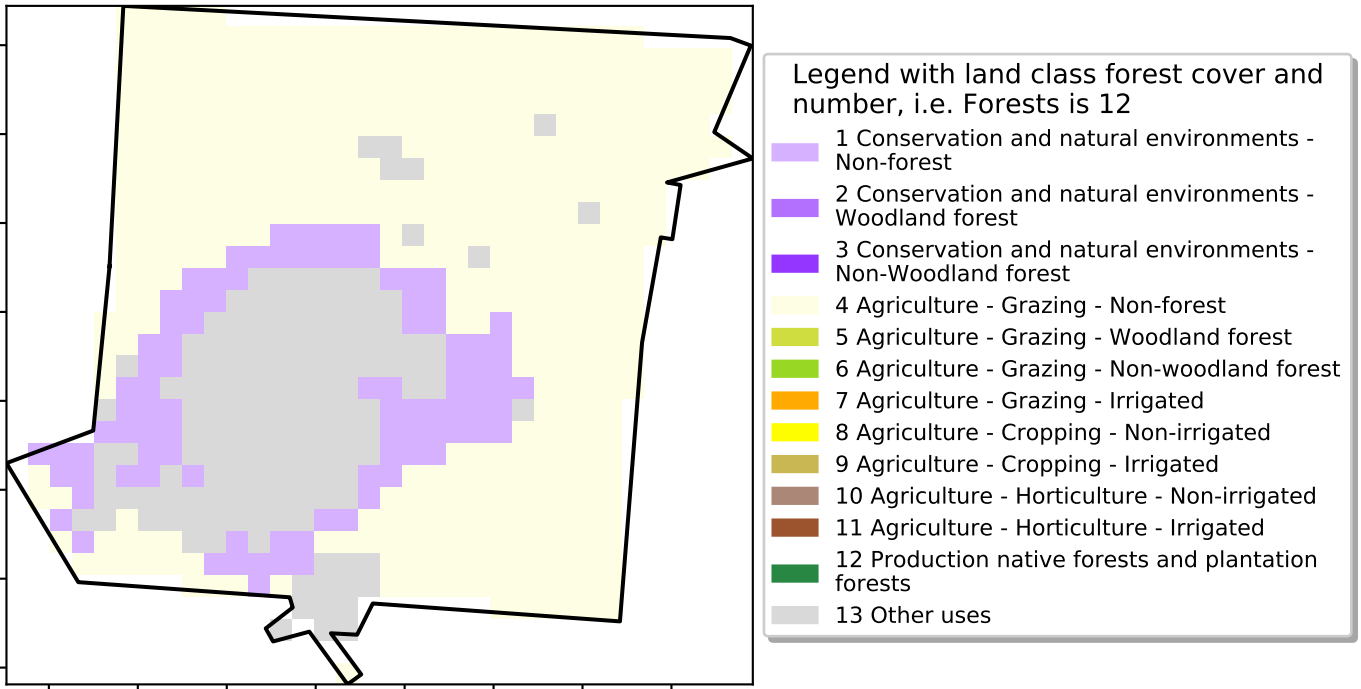 Legend with land class forest cover and
number, i.e. Forests is 12
1 Conservation and natural environments -
Non-forest
2 Conservation and natural environments -
Woodland forest
3 Conservation and natural environments -
Non-Woodland forest
4 Agriculture - Grazing - Non-forest
5 Agriculture - Grazing - Woodland forest
6 Agriculture - Grazing - Non-woodland forest
7 Agriculture - Grazing - Irrigated
8 Agriculture - Cropping - Non-irrigated
9 Agriculture - Cropping - Irrigated
10 Agriculture - Horticulture - Non-irrigated
11 Agriculture - Horticulture - Irrigated
12 Production native forests and plantation
forests
13 Other uses